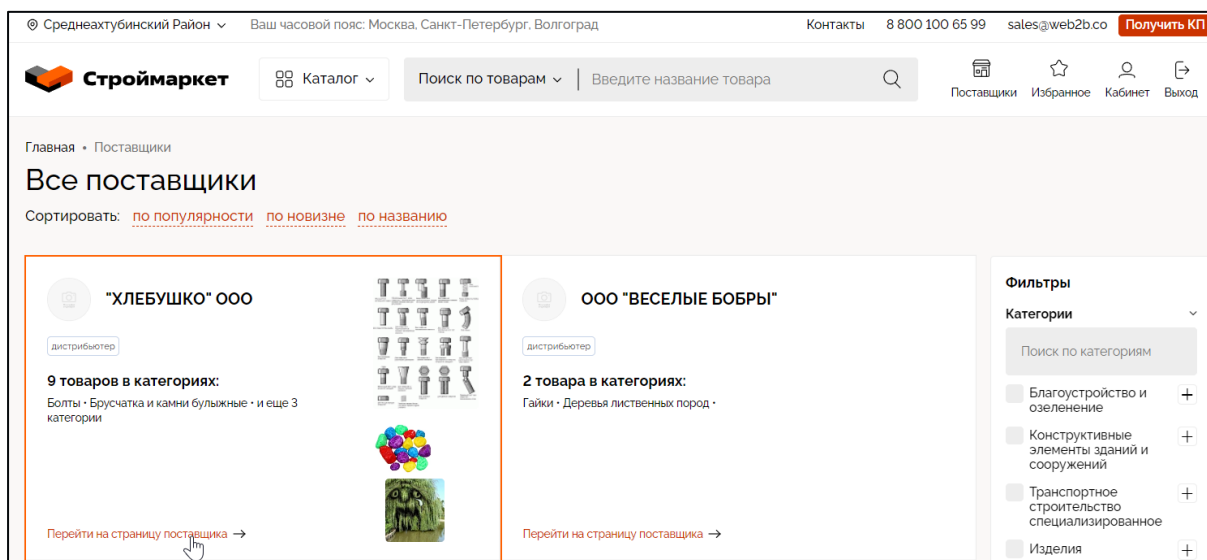 Среднеахтубинский Район
Ваш часовой пояс: Москва, Санкт-Петербург, Волгоград
Контакты
8 800 100 65 99
sales@web2b.co
Получить КП
Строймаркет
Каталог
Поиск по товарам
Введите название товара
Поставщики
Избранное
Кабинет
Выход
Главная • Поставщики
Все поставщики
Сортировать: по популярности по новизне по названию
"ХЛЕБУШКО" ООО
дистрибьютер
9 товаров в категориях:
Болты • Брусчатка и камни булыжные • и еще 3
категории
Перейти на страницу поставщика →
ООО "ВЕСЕЛЫЕ БОБРЫ"
дистрибьютер
2 товара в категориях:
Гайки • Деревья лиственных пород •
Перейти на страницу поставщика →
Фильтры
Категории
Поиск по категориям
Благоустройство и
озеленение
Конструктивные
элементы зданий и
сооружений
Транспортное
строительство
специализированное
Изделия